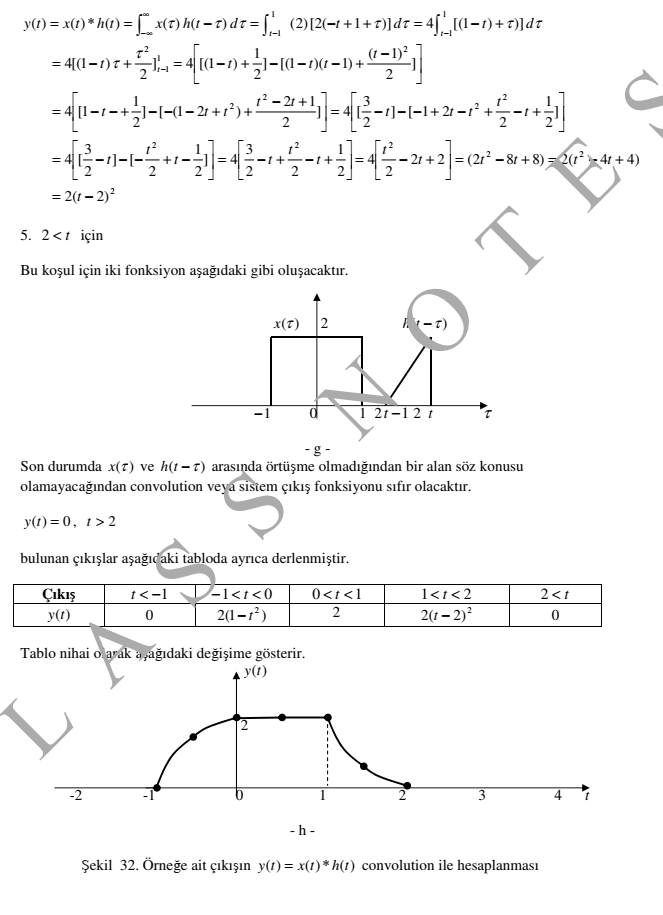 y(t) = x(t) * h(t) = ∫_{-∞}^{∞} x(τ) h(t − τ) dτ = ∫_{t−1}^{1} (2)[2(−t + 1 + τ)] dτ = 4∫_{t−1}^{1} [(1 − t) + τ)] dτ
= 4[(1 − t) τ + τ²/2]_{t−1}^{1} = 4[[(1 − t) + 1/2] − [(1 − t)(t − 1) + (t − 1)²/2]]
= 4[[1 − t − + 1/2] − [−(1 − 2t + t²) + (t² − 2t + 1)/2]] = 4[[3/2 − t] − [−1 + 2t − t² + t²/2 − t + 1/2]]
= 4[[3/2 − t] − [−t²/2 + t − 1/2]] = 4[3/2 − t + t²/2 − t + 1/2] = 4[t²/2 − 2t + 2] = (2t² − 8t + 8) = 2(t² − 4t + 4)
= 2(t − 2)²
5. 2 < t için
Bu koşul için iki fonksiyon aşağıdaki gibi oluşacaktır.
x(τ) 2 h(t − τ)
−1 0 1 2t − 1 2 t τ
- g -
Son durumda x(τ) ve h(t − τ) arasında örtüşme olmadığından bir alan söz konusu
olamayacağından convolution veya sistem çıkış fonksiyonu sıfır olacaktır.
y(t) = 0 , t > 2
bulunan çıkışlar aşağıdaki tabloda ayrıca derlenmiştir.
Çıkış t < −1 −1 < t < 0 0 < t < 1 1 < t < 2 2 < t
y(t) 0 2(1 − t²) 2 2(t − 2)² 0
Tablo nihai olarak aşağıdaki değişime gösterir.
y(t)
2
-2 -1 0 1 2 3 4 t
- h -
Şekil 32. Örneğe ait çıkışın y(t) = x(t) * h(t) convolution ile hesaplanması
LASS NOTES